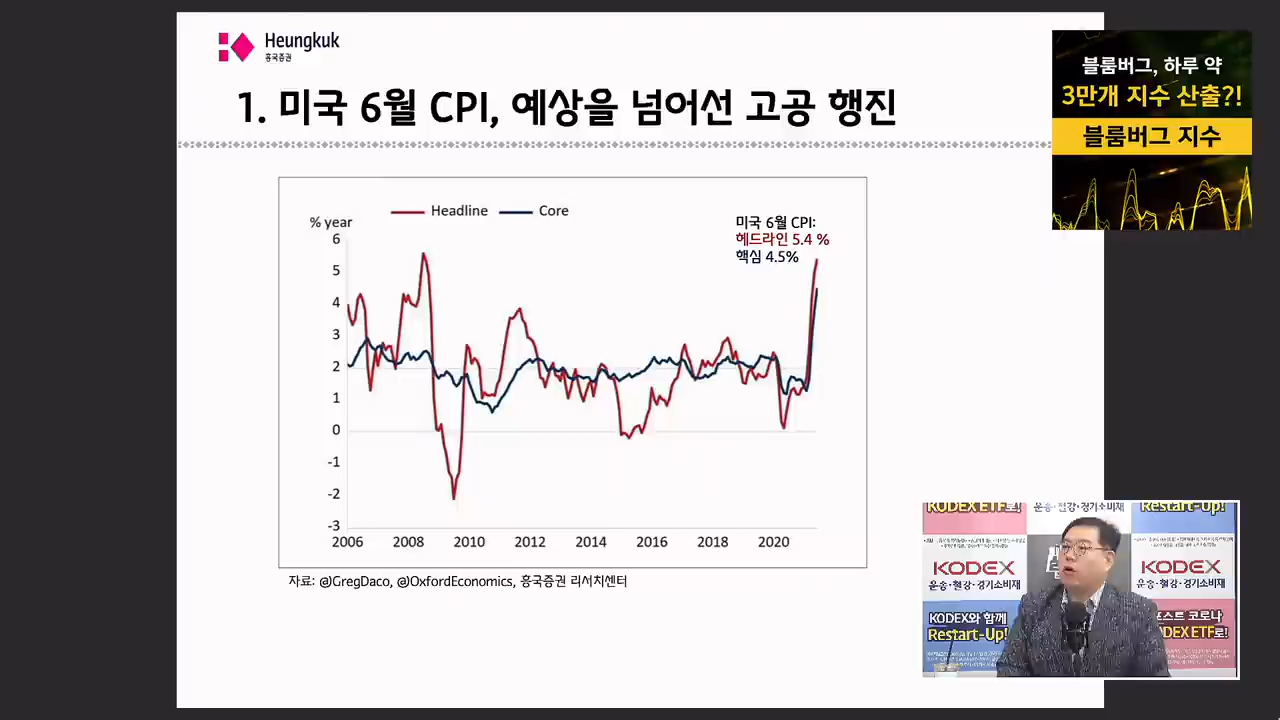 Heungkuk
흥국증권
1. 미국 6월 CPI, 예상을 넘어선 고공 행진
블룸버그, 하루 약
3만개 지수 산출?!
블룸버그 지수
% year
Headline
Core
미국 6월 CPI:
헤드라인 5.4 %
핵심 4.5%
6
5
4
3
2
1
0
-1
-2
-3
2006
2008
2010
2012
2014
2016
2018
2020
자료: @GregDaco, @OxfordEconomics, 흥국증권 리서치센터
KODEX ETF로!
운송·철강·경기소비재
Restart-Up!
KODEX
운송·철강·경기소비재
KODEX
운송·철강·경기소비재
KODEX와 함께
Restart-Up!
포스트 코로나
KODEX ETF로!